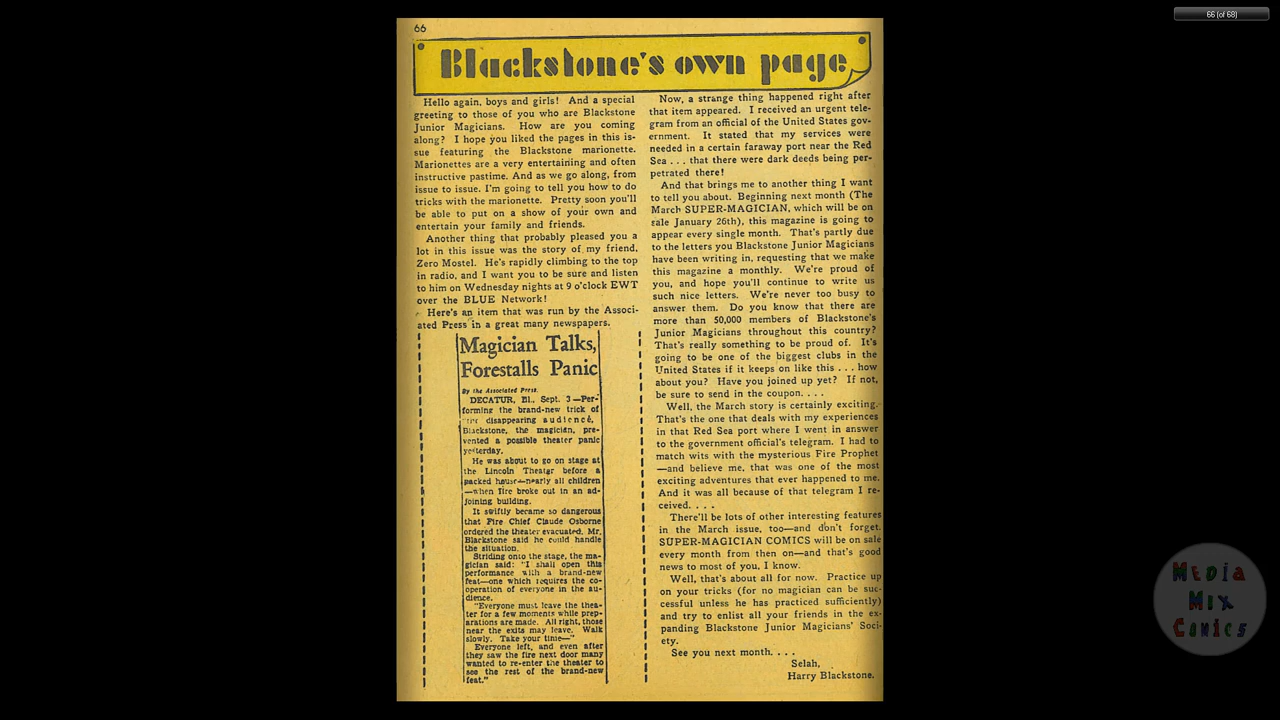 66 (of 68)
66
Blackstone's own page
Hello again, boys and girls! And a special
greeting to those of you who are Blackstone
Junior Magicians. How are you coming
along? I hope you liked the pages in this is-
sue featuring the Blackstone marionette.
Marionettes are a very entertaining and often
instructive pastime. And as we go along, from
issue to issue. I'm going to tell you how to do
tricks with the marionette. Pretty soon you'll
be able to put on a show of your own and
entertain your family and friends.
Another thing that probably pleased you a
lot in this issue was the story of my friend,
Zero Mostel. He's rapidly climbing to the top
in radio, and I want you to be sure and listen
to him on Wednesday nights at 9 o'clock EWT
over the BLUE Network!
Here's an item that was run by the Associ-
ated Press in a great many newspapers.
Magician Talks,
Forestalls Panic
By the Associated Press.
DECATUR, Ill., Sept. 3—Per-
forming the brand-new trick of
the disappearing audience,
Blackstone, the magician, pre-
vented a possible theater panic
yesterday.
He was about to go on stage at
the Lincoln Theater before a
packed house—nearly all children
—when fire broke out in an ad-
joining building.
It swiftly became so dangerous
that Fire Chief Claude Osborne
ordered the theater evacuated. Mr.
Blackstone said he could handle
the situation.
Striding onto the stage, the ma-
gician said: "I shall open this
performance with a brand-new
feat—one which requires the co-
operation of everyone in the au-
dience.
"Everyone must leave the thea-
ter for a few moments while prep-
arations are made. All right, those
near the exits may leave. Walk
slowly. Take your time—"
Everyone left, and even after
they saw the fire next door many
wanted to re-enter the theater to
see the rest of the brand-new
feat."
Now, a strange thing happened right after
that item appeared. I received an urgent tele-
gram from an official of the United States gov-
ernment. It stated that my services were
needed in a certain faraway port near the Red
Sea . . . that there were dark deeds being per-
petrated there!
And that brings me to another thing I want
to tell you about. Beginning next month (The
March SUPER-MAGICIAN, which will be on
sale January 26th), this magazine is going to
appear every single month. That's partly due
to the letters you Blackstone Junior Magicians
have been writing in, requesting that we make
this magazine a monthly. We're proud of
you, and hope you'll continue to write us
such nice letters. We're never too busy to
answer them. Do you know that there are
more than 50,000 members of Blackstone's
Junior Magicians throughout this country?
That's really something to be proud of. It's
going to be one of the biggest clubs in the
United States if it keeps on like this . . . how
about you? Have you joined up yet? If not,
be sure to send in the coupon. . . .
Well, the March story is certainly exciting.
That's the one that deals with my experiences
in that Red Sea port where I went in answer
to the government official's telegram. I had to
match wits with the mysterious Fire Prophet
—and believe me, that was one of the most
exciting adventures that ever happened to me.
And it was all because of that telegram I re-
ceived. . . .
There'll be lots of other interesting features
in the March issue, too—and don't forget.
SUPER-MAGICIAN COMICS will be on sale
every month from then on—and that's good
news to most of you, I know.
Well, that's about all for now. Practice up
on your tricks (for no magician can be suc-
cessful unless he has practiced sufficiently)
and try to enlist all your friends in the ex-
panding Blackstone Junior Magicians' Soci-
ety.
See you next month. . . .
Selah,
Harry Blackstone.
Media
Mix
Comics